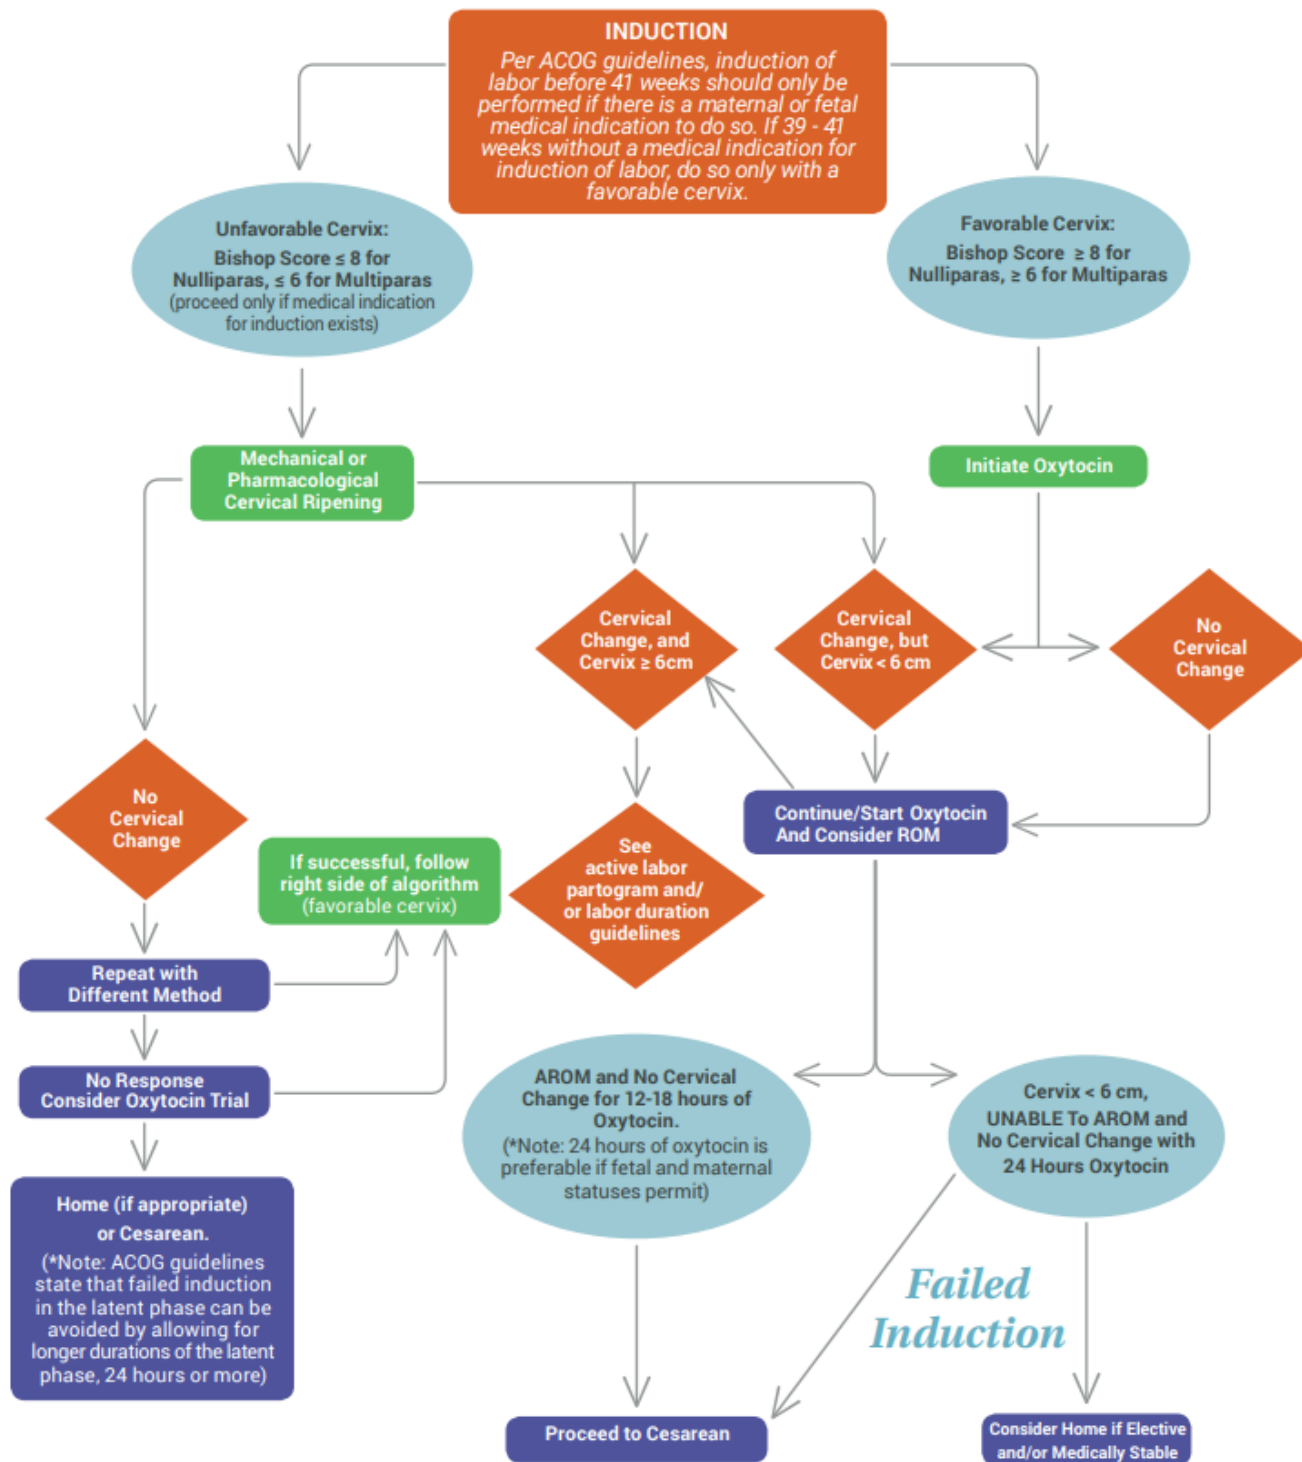 INDUCTION
Per ACOG guidelines, induction of
labor before 41 weeks should only be
performed if there is a maternal or fetal
medical indication to do so. If 39 - 41
weeks without a medical indication for
induction of labor, do so only with a
favorable cervix.
Unfavorable Cervix:
Bishop Score ≤ 8 for
Nulliparas, ≤ 6 for Multiparas
(proceed only if medical indication
for induction exists)
Favorable Cervix:
Bishop Score ≥ 8 for
Nulliparas, ≥ 6 for Multiparas
Mechanical or
Pharmacological
Cervical Ripening
Initiate Oxytocin
Cervical
Change, and
Cervix ≥ 6cm
Cervical
Change, but
Cervix < 6 cm
No
Cervical
Change
No
Cervical
Change
Continue/Start Oxytocin
And Consider ROM
If successful, follow
right side of algorithm
(favorable cervix)
See
active labor
partogram and/
or labor duration
guidelines
Repeat with
Different Method
No Response
Consider Oxytocin Trial
AROM and No Cervical
Change for 12-18 hours of
Oxytocin.
(*Note: 24 hours of oxytocin is
preferable if fetal and maternal
statuses permit)
Cervix < 6 cm,
UNABLE To AROM and
No Cervical Change with
24 Hours Oxytocin
Home (if appropriate)
or Cesarean.
(*Note: ACOG guidelines
state that failed induction
in the latent phase can be
avoided by allowing for
longer durations of the latent
phase, 24 hours or more)
Failed
Induction
Proceed to Cesarean
Consider Home if Elective
and/or Medically Stable